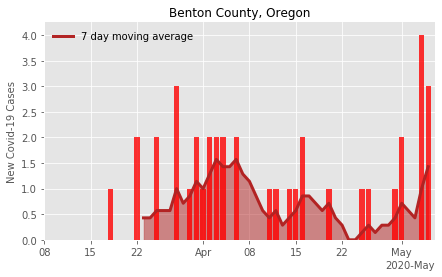 Benton County, Oregon
7 day moving average
New Covid-19 Cases
4.0
3.5
3.0
2.5
2.0
1.5
1.0
0.5
0.0
08 15 22 Apr 08 15 22 May
2020-May